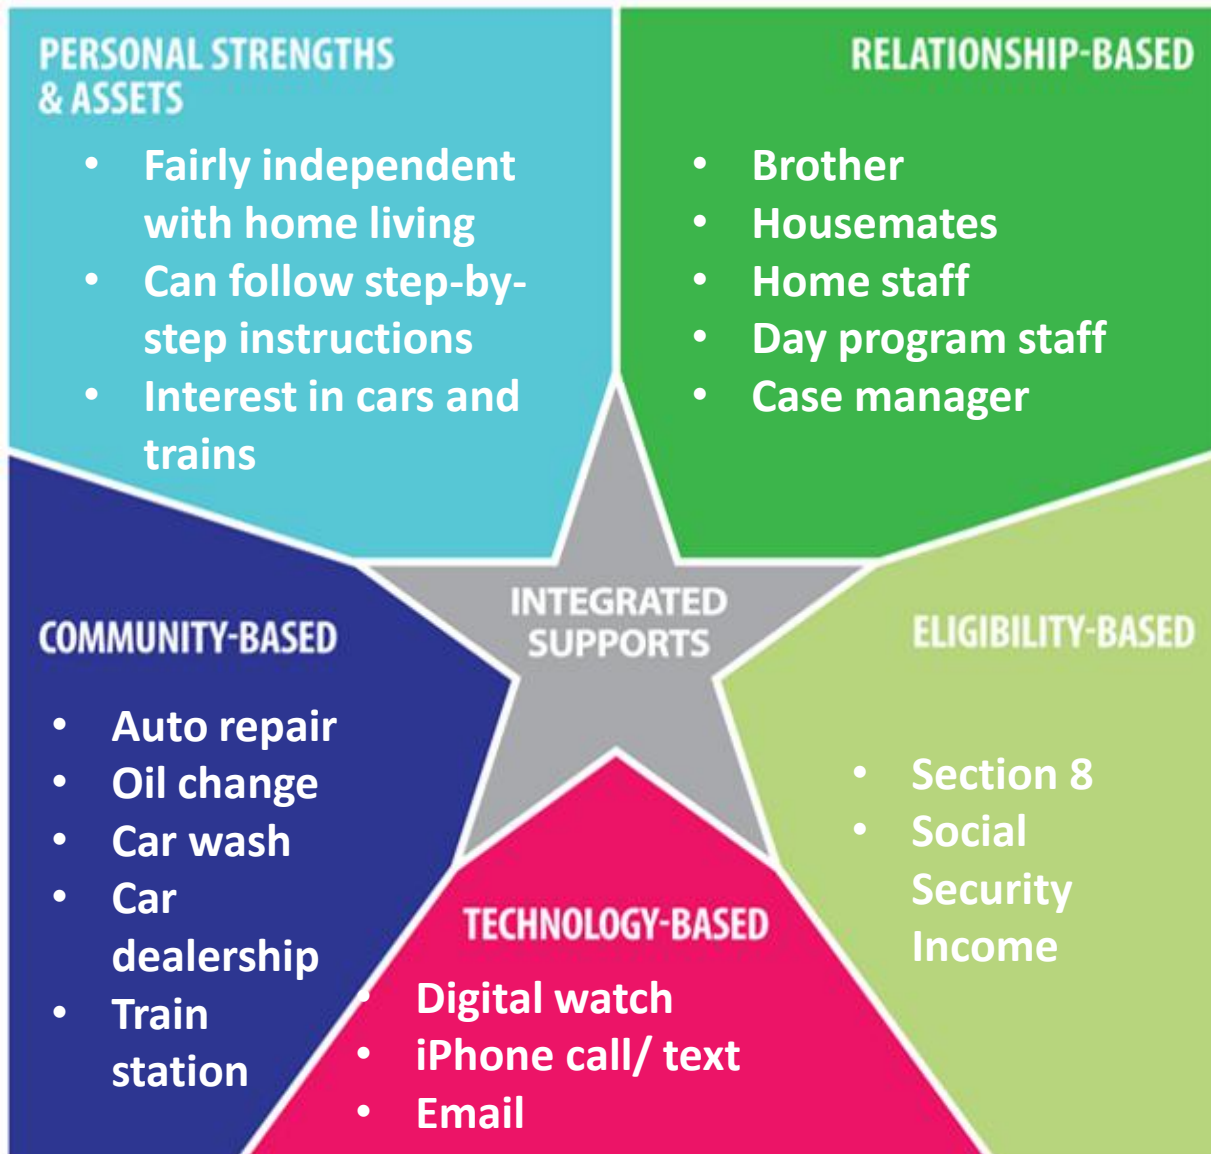 PERSONAL STRENGTHS
& ASSETS
• Fairly independent
with home living
• Can follow step-by-
step instructions
• Interest in cars and
trains
RELATIONSHIP-BASED
• Brother
• Housemates
• Home staff
• Day program staff
• Case manager
INTEGRATED
SUPPORTS
COMMUNITY-BASED
• Auto repair
• Oil change
• Car wash
• Car
dealership
• Train
station
ELIGIBILITY-BASED
• Section 8
• Social
Security
Income
TECHNOLOGY-BASED
• Digital watch
• iPhone call/ text
• Email